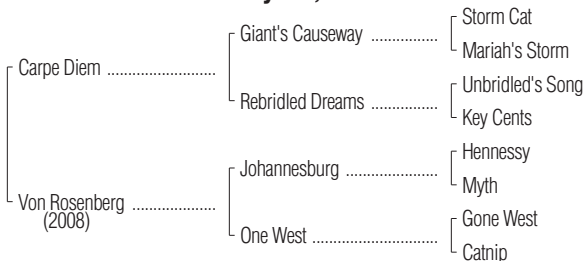 Storm Cat
Giant's Causeway ................
Mariah's Storm
Carpe Diem ..........................
Unbridled's Song
Rebridled Dreams ................
Key Cents
Hennessy
Johannesburg ......................
Myth
Von Rosenberg ....................
(2008)
Gone West
One West ..............................
Catnip